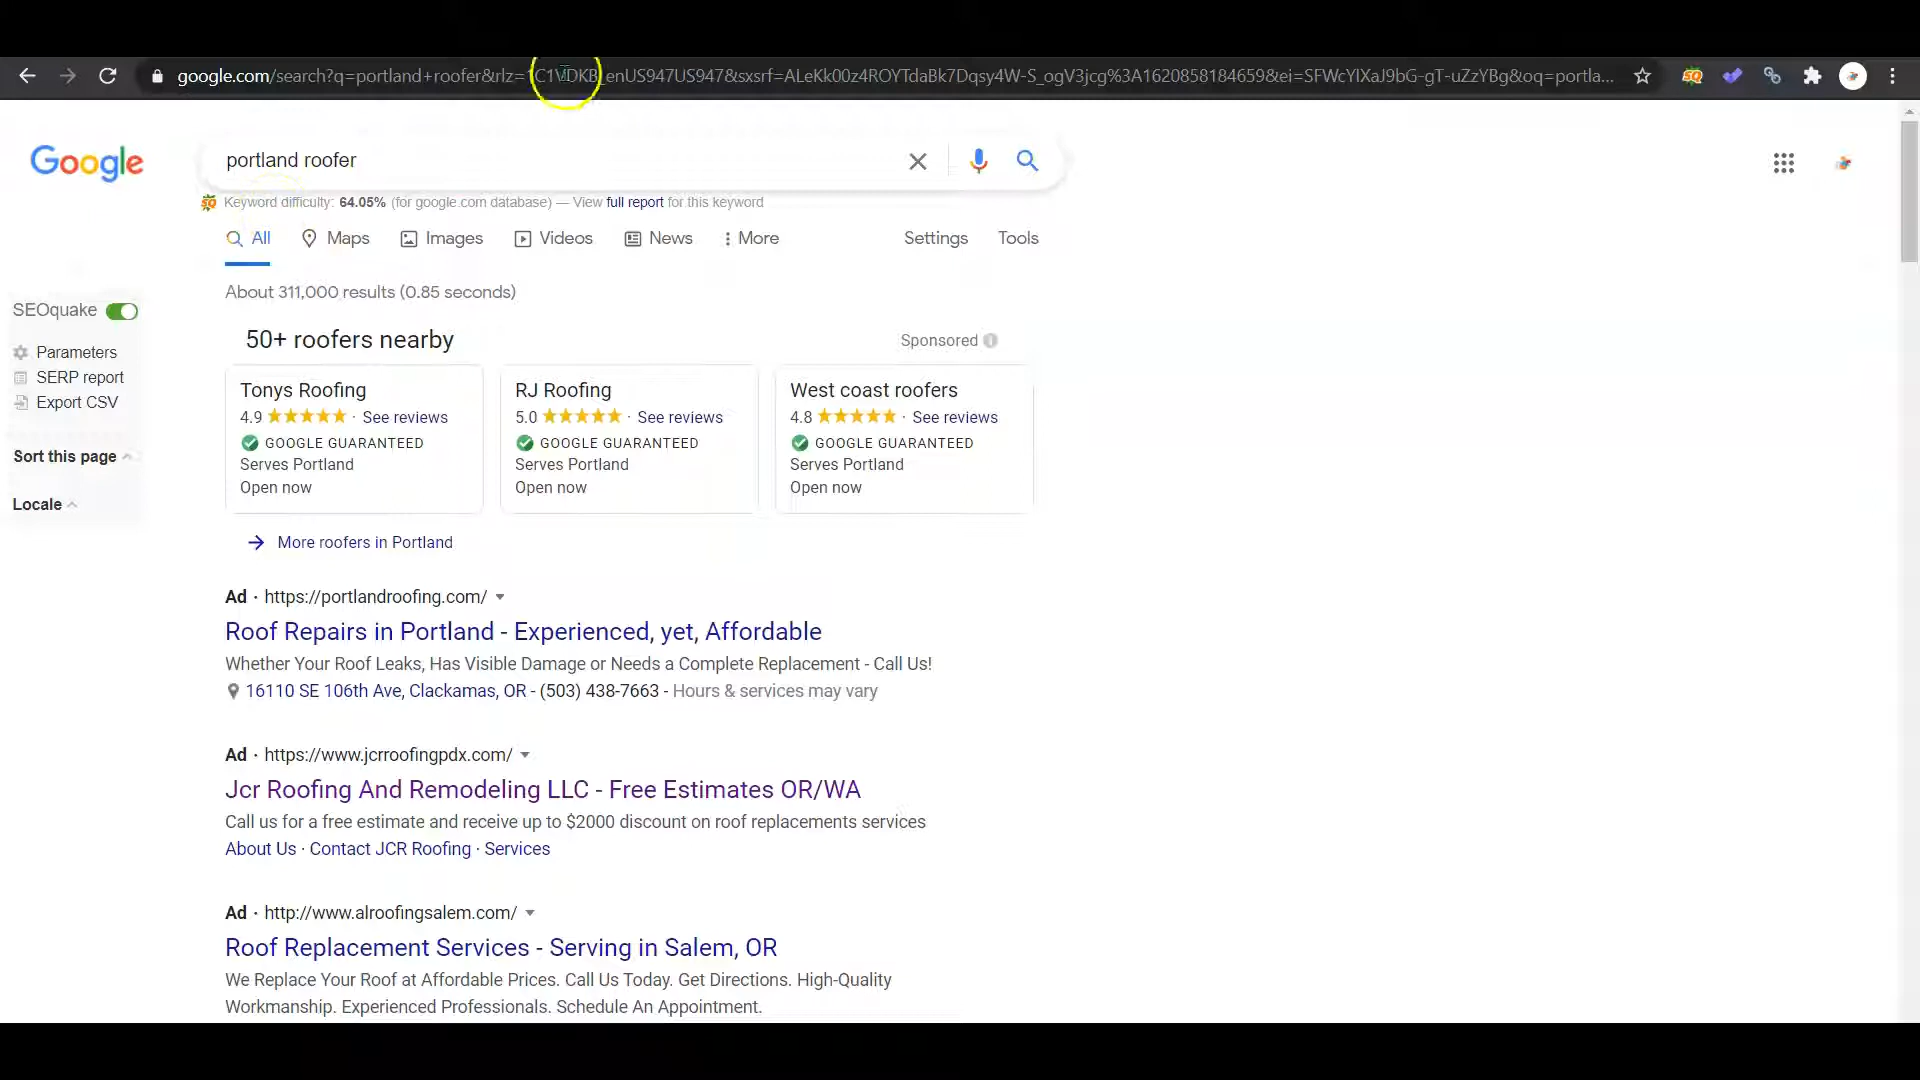 google.com/search?q=portland+roofer&rlz=1C1VDKB_enUS947US947&sxsrf=ALeKk00z4ROYTdaBk7Dqsy4W-S_ogV3jcg%3A1620858184659&ei=SFWcYIXaJ9bG-gT-uZzYBg&oq=portla...
SQ
Google
portland roofer
SQ Keyword difficulty: 64.05% (for google.com database) — View full report for this keyword
All Maps Images Videos News More Settings Tools
About 311,000 results (0.85 seconds)
SEOquake
Parameters
SERP report
Export CSV
Sort this page
Locale
50+ roofers nearby Sponsored
Tonys Roofing
4.9 · See reviews
GOOGLE GUARANTEED
Serves Portland
Open now
RJ Roofing
5.0 · See reviews
GOOGLE GUARANTEED
Serves Portland
Open now
West coast roofers
4.8 · See reviews
GOOGLE GUARANTEED
Serves Portland
Open now
More roofers in Portland
Ad · https://portlandroofing.com/
Roof Repairs in Portland - Experienced, yet, Affordable
Whether Your Roof Leaks, Has Visible Damage or Needs a Complete Replacement - Call Us!
16110 SE 106th Ave, Clackamas, OR - (503) 438-7663 - Hours & services may vary
Ad · https://www.jcrroofingpdx.com/
Jcr Roofing And Remodeling LLC - Free Estimates OR/WA
Call us for a free estimate and receive up to $2000 discount on roof replacements services
About Us · Contact JCR Roofing · Services
Ad · http://www.alroofingsalem.com/
Roof Replacement Services - Serving in Salem, OR
We Replace Your Roof at Affordable Prices. Call Us Today. Get Directions. High-Quality
Workmanship. Experienced Professionals. Schedule An Appointment.